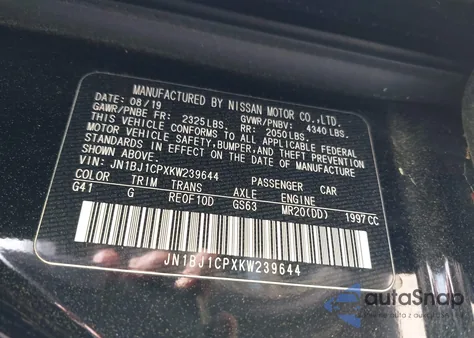 MANUFACTURED BY NISSAN MOTOR CO.,LTD.
DATE: 08/19 GVWR/PNBV: 4340 LBS.
GAWR/PNBE FR: 2325LBS. RR: 2050 LBS.
THIS VEHICLE CONFORMS TO ALL APPLICABLE FEDERAL
MOTOR VEHICLE SAFETY, BUMPER, AND THEFT PREVENTION
STANDARDS IN EFFECT ON THE DATE OF MANUFACTURE SHOWN ABOVE.
VIN: JN1BJ1CPXKW239644 PASSENGER CAR
COLOR TRIM TRANS AXLE ENGINE
G41 G RE0F10D GS63 MR20(DD) 1997CC
JN1BJ1CPXKW239644
autoSnap